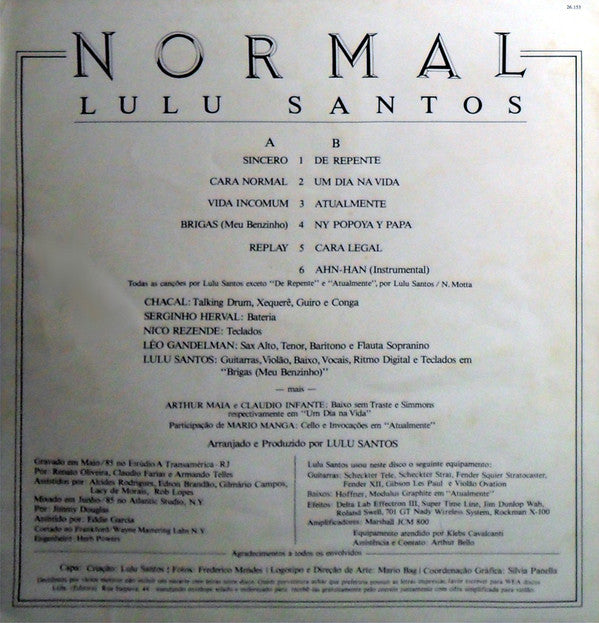 26.153
NORMAL
LULU SANTOS
A B
SINCERO 1 DE REPENTE
CARA NORMAL 2 UM DIA NA VIDA
VIDA INCOMUM 3 ATUALMENTE
BRIGAS (Meu Benzinho) 4 NY POPOYA Y PAPA
REPLAY 5 CARA LEGAL
6 AHN-HAN (Instrumental)
Todas as canções por Lulu Santos exceto "De Repente" e "Atualmente", por Lulu Santos / N. Motta
CHACAL: Talking Drum, Xequerê, Guiro e Conga
SERGINHO HERVAL: Bateria
NICO REZENDE: Teclados
LÉO GANDELMAN: Sax Alto, Tenor, Barítono e Flauta Sopranino
LULU SANTOS: Guitarras, Violão, Baixo, Vocais, Ritmo Digital e Teclados em
"Brigas (Meu Benzinho)"
— mais —
ARTHUR MAIA e CLAUDIO INFANTE: Baixo sem Traste e Simmons
respectivamente em "Um Dia na Vida"
Participação de MARIO MANGA: Cello e Invocações em "Atualmente"
Arranjado e Produzido por LULU SANTOS
Gravado em Maio/85 no Estúdio A Transamérica - RJ
Por: Renato Oliveira, Claudio Farias e Armando Telles
Assistidos por: Alcides Rodrigues, Edson Brandão, Gilmário Campos,
Lacy de Morais, Rob Lopes
Mixado em Junho/85 no Atlantic Studio, N.Y.
Por: Jimmy Douglas
Assistido por: Eddie Garcia
Cortado no Frankford/Wayne Mastering Labs N.Y.
Engenheiro: Herb Powers
Lulu Santos usou neste disco o seguinte equipamento:
Guitarras: Scheckter Tele, Scheckter Strat, Fender Squier Stratocaster,
Fender XII, Gibson Les Paul e Violão Ovation
Baixos: Hoffner, Modulus Graphite em "Atualmente"
Efeitos: Delta Lab Effectron III, Super Time Line, Jim Dunlop Wah,
Roland Swell, 701 GT Nady Wireless System, Rockman X-100
Amplificadores: Marshall JCM 800
Equipamento atendido por Klebs Cavalcanti
Assistência e Contato: Arthur Bello
Agradecimentos a todos os envolvidos
Capa: Criação: Lulu Santos | Fotos: Frederico Mendes | Logotipo e Direção de Arte: Mario Bag | Coordenação Gráfica: Silvia Panella